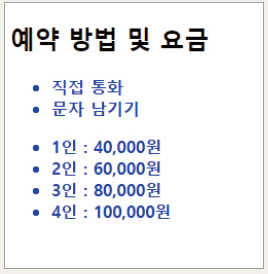 예약 방법 및 요금
직접 통화
문자 남기기
1인 : 40,000원
2인 : 60,000원
3인 : 80,000원
4인 : 100,000원